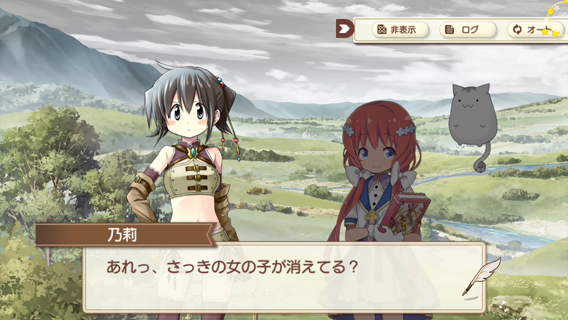 非表示
ログ
オート
乃莉
あれっ、さっきの女の子が消えてる？